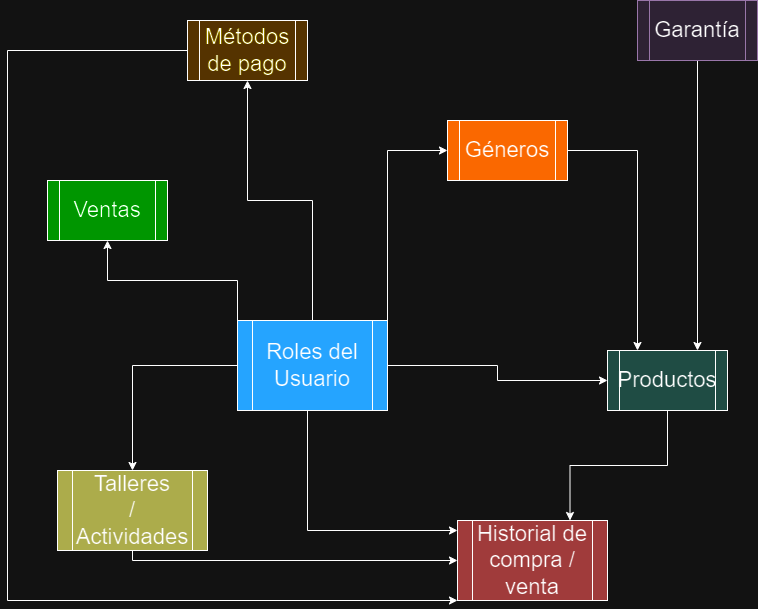 Garantía
Métodos
de pago
Géneros
Ventas
Roles del
Usuario
Productos
Talleres
/
Actividades
Historial de
compra /
venta